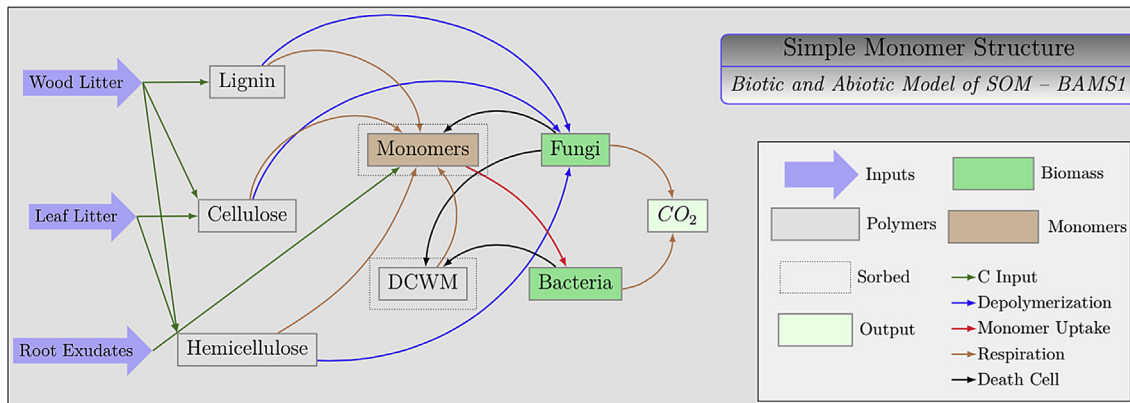 Simple Monomer Structure
Biotic and Abiotic Model of SOM – BAMS1
Wood Litter
Lignin
Monomers
Fungi
Leaf Litter
Cellulose
CO₂
DCWM
Bacteria
Root Exudates
Hemicellulose
Inputs
Biomass
Polymers
Monomers
Sorbed
C Input
Depolymerization
Output
Monomer Uptake
Respiration
Death Cell